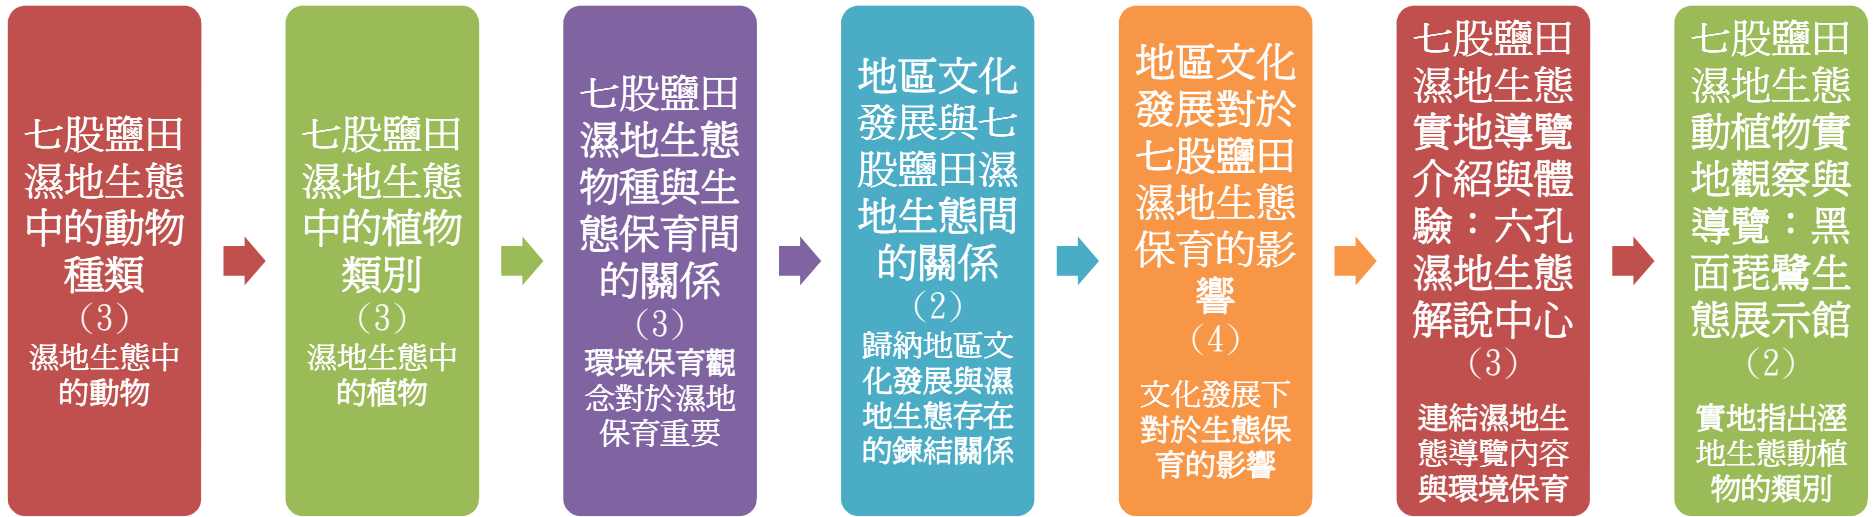 七股鹽田
濕地生態
中的動物
種類
（3）
濕地生態中
的動物
七股鹽田
濕地生態
中的植物
類別
（3）
濕地生態中
的植物
七股鹽田
濕地生態
物種與生
態保育間
的關係
（3）
環境保育觀
念對於濕地
保育重要
地區文化
發展與七
股鹽田濕
地生態間
的關係
（2）
歸納地區文
化發展與濕
地生態存在
的鍊結關係
地區文化
發展對於
七股鹽田
濕地生態
保育的影
響
（4）
文化發展下
對於生態保
育的影響
七股鹽田
濕地生態
實地導覽
介紹與體
驗：六孔
濕地生態
解說中心
（3）
連結濕地生
態導覽內容
與環境保育
七股鹽田
濕地生態
動植物實
地觀察與
導覽：黑
面琵鷺生
態展示館
（2）
實地指出溼
地生態動植
物的類別